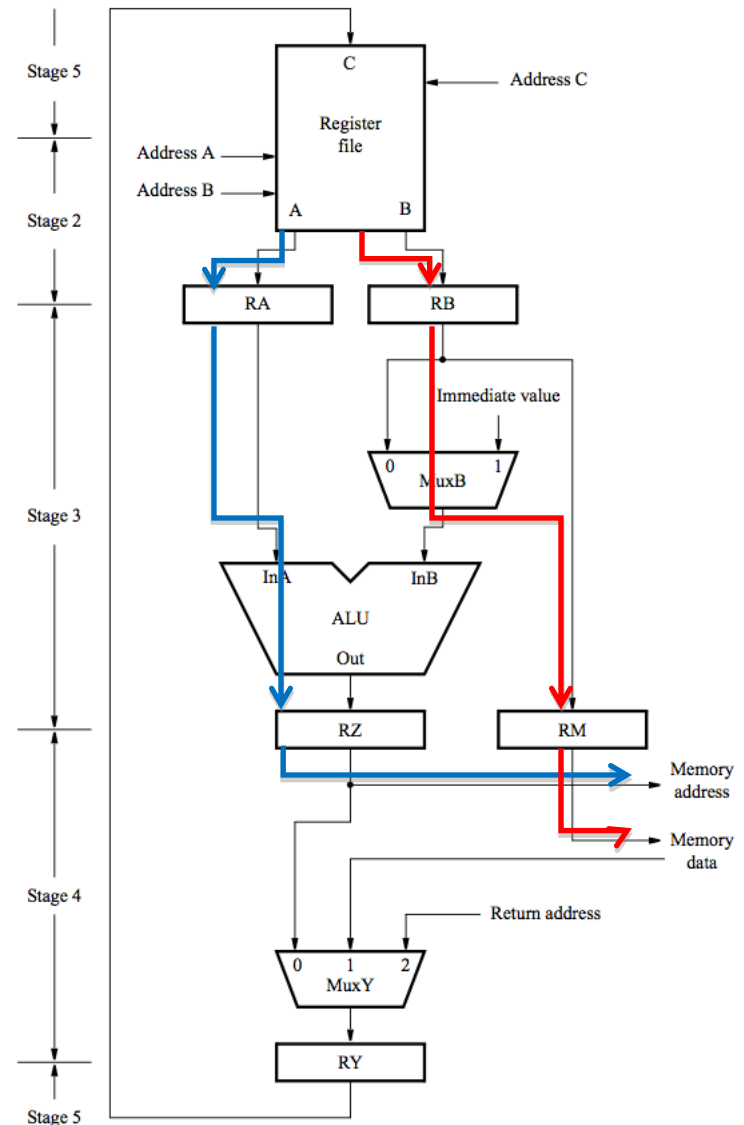 C
Stage 5
Address C
Register
file
Address A
Address B
Stage 2
A
B
RA
RB
Immediate value
0
1
MuxB
Stage 3
InA
InB
ALU
Out
RZ
RM
Memory
address
Memory
data
Stage 4
Return address
0
1
2
MuxY
RY
Stage 5